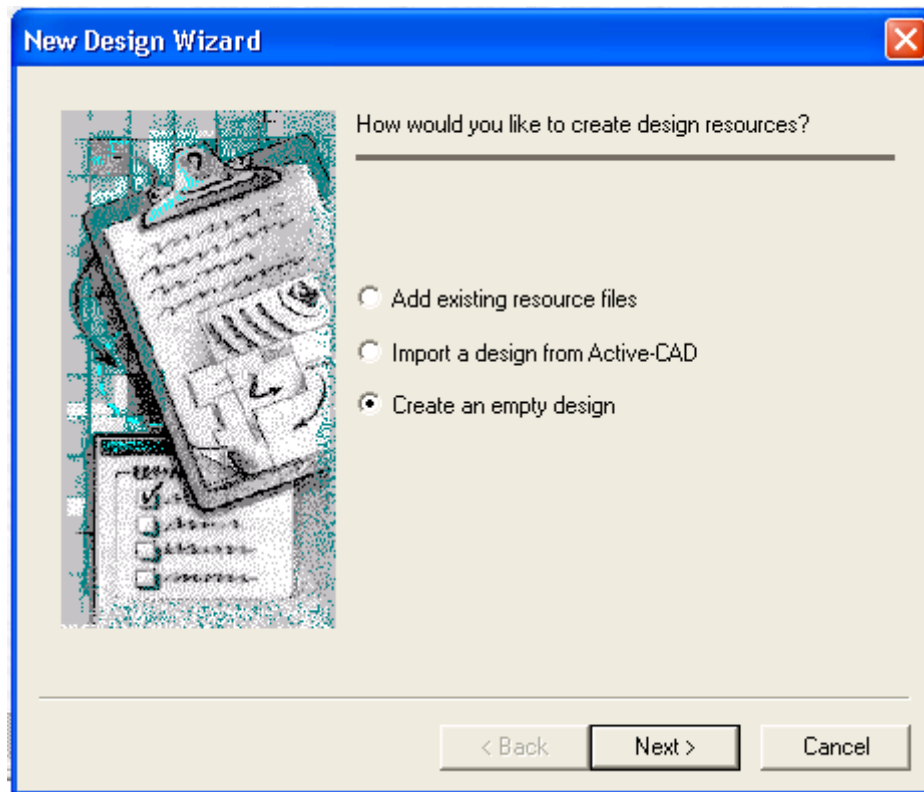 New Design Wizard
How would you like to create design resources?
Add existing resource files
Import a design from Active-CAD
Create an empty design
< Back
Next >
Cancel